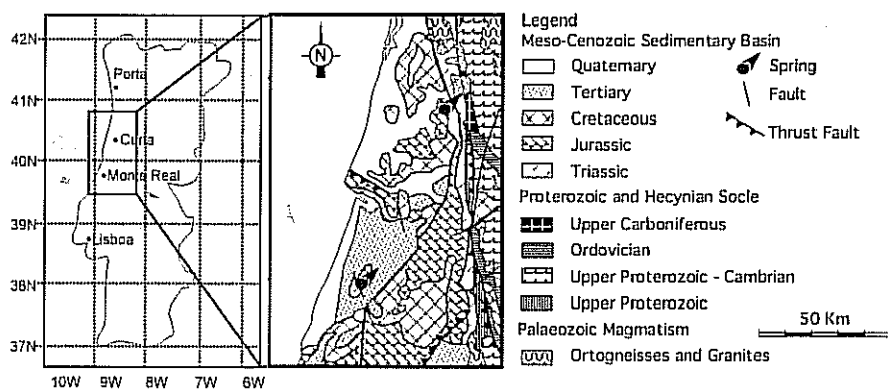 42N
41N
40N
39N
38N
37N
10W 9W 8W 7W 6W
Porta
Curia
Monte Real
Lisboa
N
Legend
Meso-Cenozoic Sedimentary Basin
Quaternary
Tertiary
Cretaceous
Jurassic
Triassic
Spring
Fault
Thrust Fault
Proterozoic and Hecynian Socle
Upper Carboniferous
Ordovician
Upper Proterozoic - Cambrian
Upper Proterozoic
Palaeozoic Magmatism
Ortogneisses and Granites
50 Km